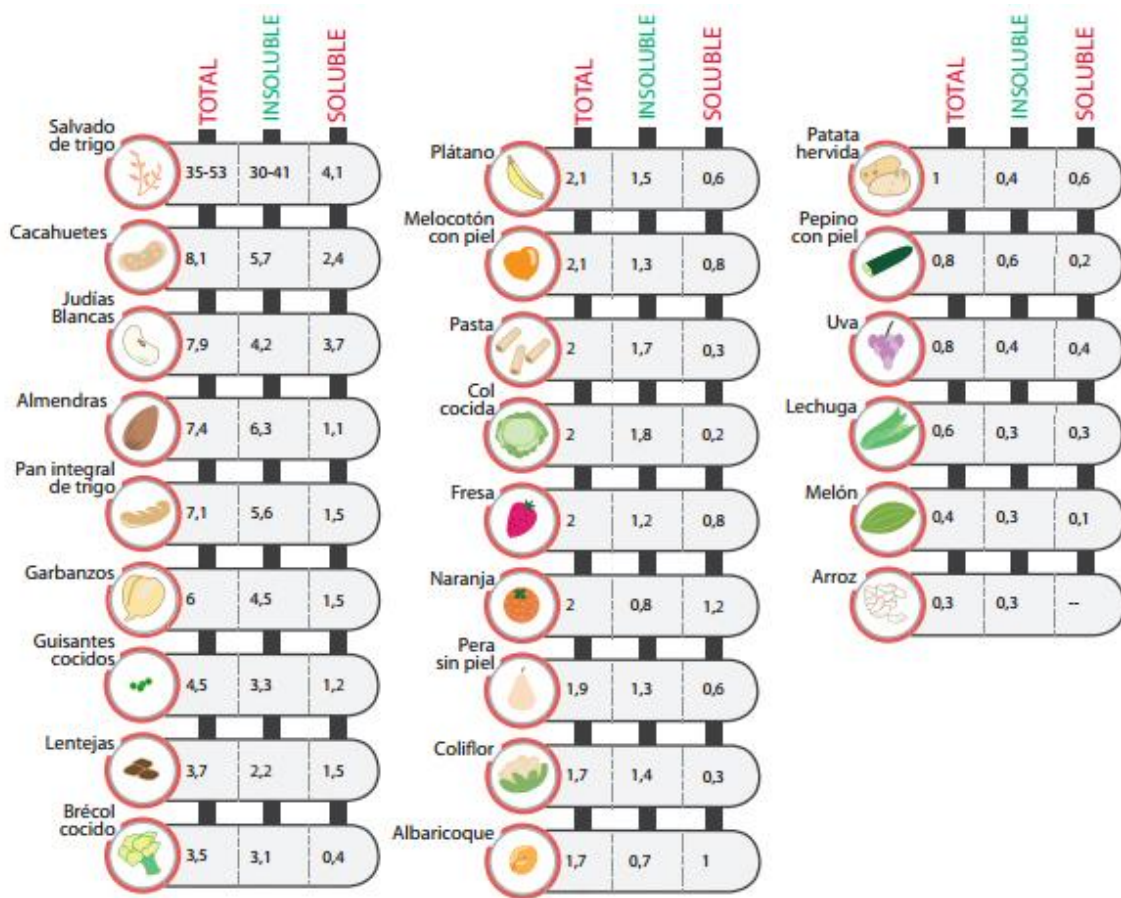 TOTAL INSOLUBLE SOLUBLE
Salvado
de trigo
35-53 30-41 4,1
Cacahuetes
8,1 5,7 2,4
Judías
Blancas
7,9 4,2 3,7
Almendras
7,4 6,3 1,1
Pan integral
de trigo
7,1 5,6 1,5
Garbanzos
6 4,5 1,5
Guisantes
cocidos
4,5 3,3 1,2
Lentejas
3,7 2,2 1,5
Brécol
cocido
3,5 3,1 0,4
TOTAL INSOLUBLE SOLUBLE
Plátano
2,1 1,5 0,6
Melocotón
con piel
2,1 1,3 0,8
Pasta
2 1,7 0,3
Col
cocida
2 1,8 0,2
Fresa
2 1,2 0,8
Naranja
2 0,8 1,2
Pera
sin piel
1,9 1,3 0,6
Coliflor
1,7 1,4 0,3
Albaricoque
1,7 0,7 1
TOTAL INSOLUBLE SOLUBLE
Patata
hervida
1 0,4 0,6
Pepino
con piel
0,8 0,6 0,2
Uva
0,8 0,4 0,4
Lechuga
0,6 0,3 0,3
Melón
0,4 0,3 0,1
Arroz
0,3 0,3 --